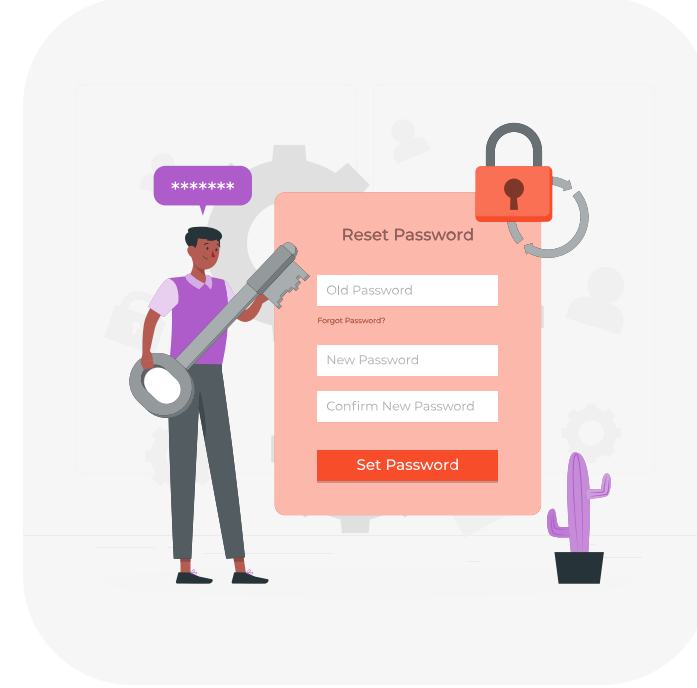 *******
Reset Password
Old Password
Forgot Password?
New Password
Confirm New Password
Set Password